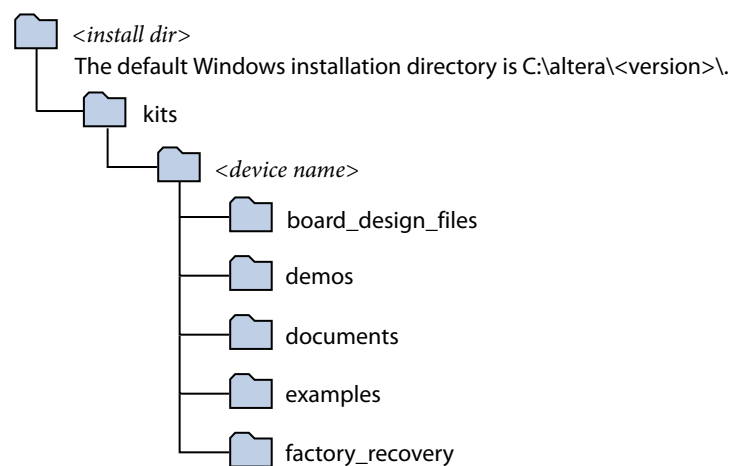 <install dir>
The default Windows installation directory is C:\altera\<version>\.
kits
<device name>
board_design_files
demos
documents
examples
factory_recovery